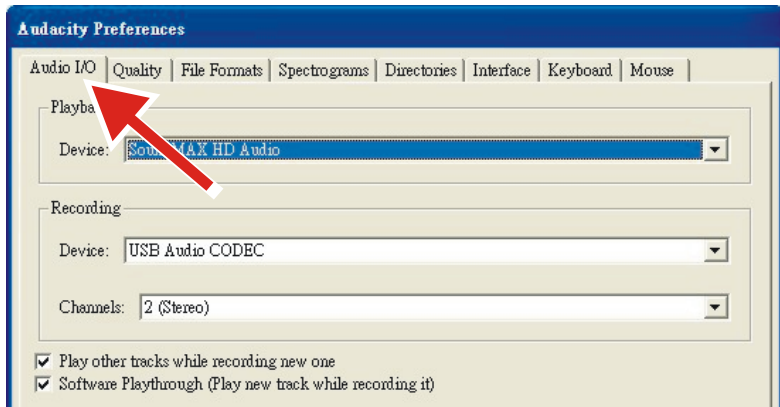 Audacity Preferences
Audio I/O Quality File Formats Spectrograms Directories Interface Keyboard Mouse
Device: HD Audio
Recording
Device: USB Audio CODEC
Channels: 2 (Stereo)
Play other tracks while recording new one
Software Playthrough (Play new track while recording it)